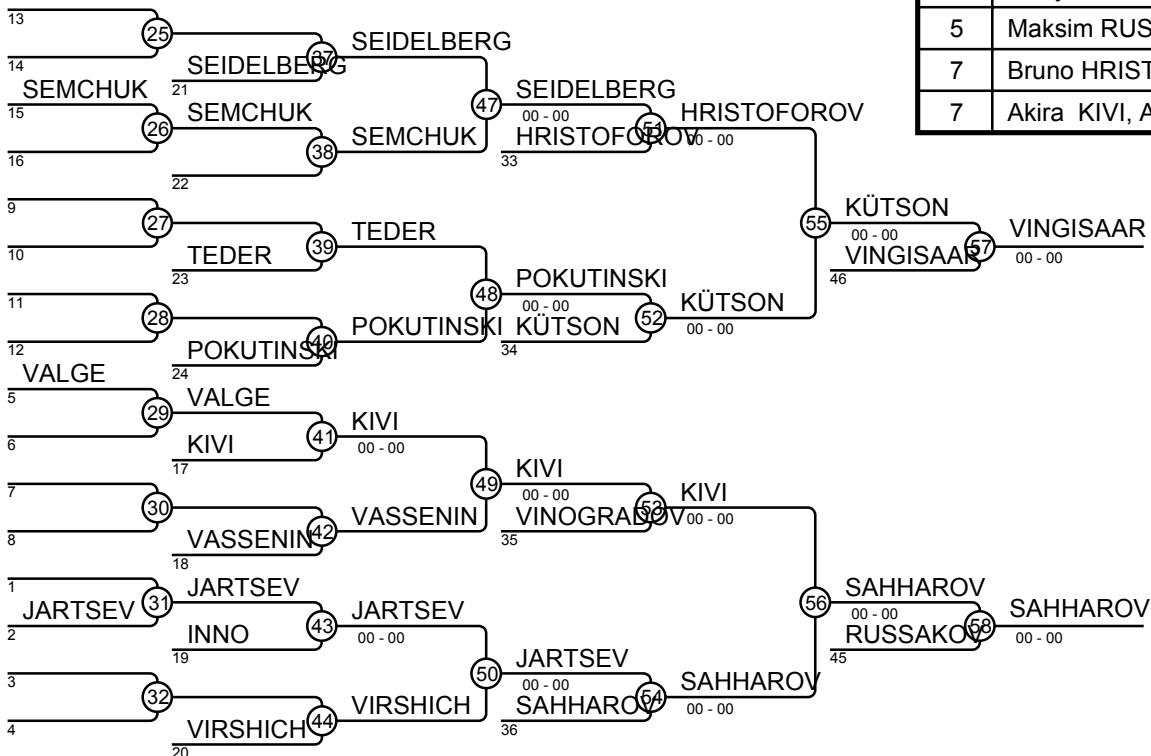 13
25
14
SEIDELBERG
37
SEIDELBERG
21
SEMCHUK
15
26
SEMCHUK
16
38
SEMCHUK
22
47
SEIDELBERG
00 - 00
HRISTOFOROV
33
51
HRISTOFOROV
00 - 00
9
27
10
TEDER
39
TEDER
23
11
28
12
POKUTINSKI
40
POKUTINSKI
24
48
POKUTINSKI
00 - 00
KÜTSON
34
52
KÜTSON
00 - 00
55
KÜTSON
00 - 00
VINGISAAR
46
57
VINGISAAR
00 - 00
VALGE
5
29
VALGE
6
KIVI
17
41
KIVI
00 - 00
7
30
8
VASSENIN
18
42
VASSENIN
49
KIVI
00 - 00
VINOGRADOV
35
53
KIVI
00 - 00
1
JARTSEV
31
JARTSEV
2
INNO
19
43
JARTSEV
00 - 00
3
32
4
VIRSHICH
20
44
VIRSHICH
50
JARTSEV
00 - 00
SAHHAROV
36
54
SAHHAROV
00 - 00
56
SAHHAROV
00 - 00
RUSSAKOV
45
58
SAHHAROV
00 - 00
5 Maksim RUS
7 Bruno HRIST
7 Akira KIVI, A